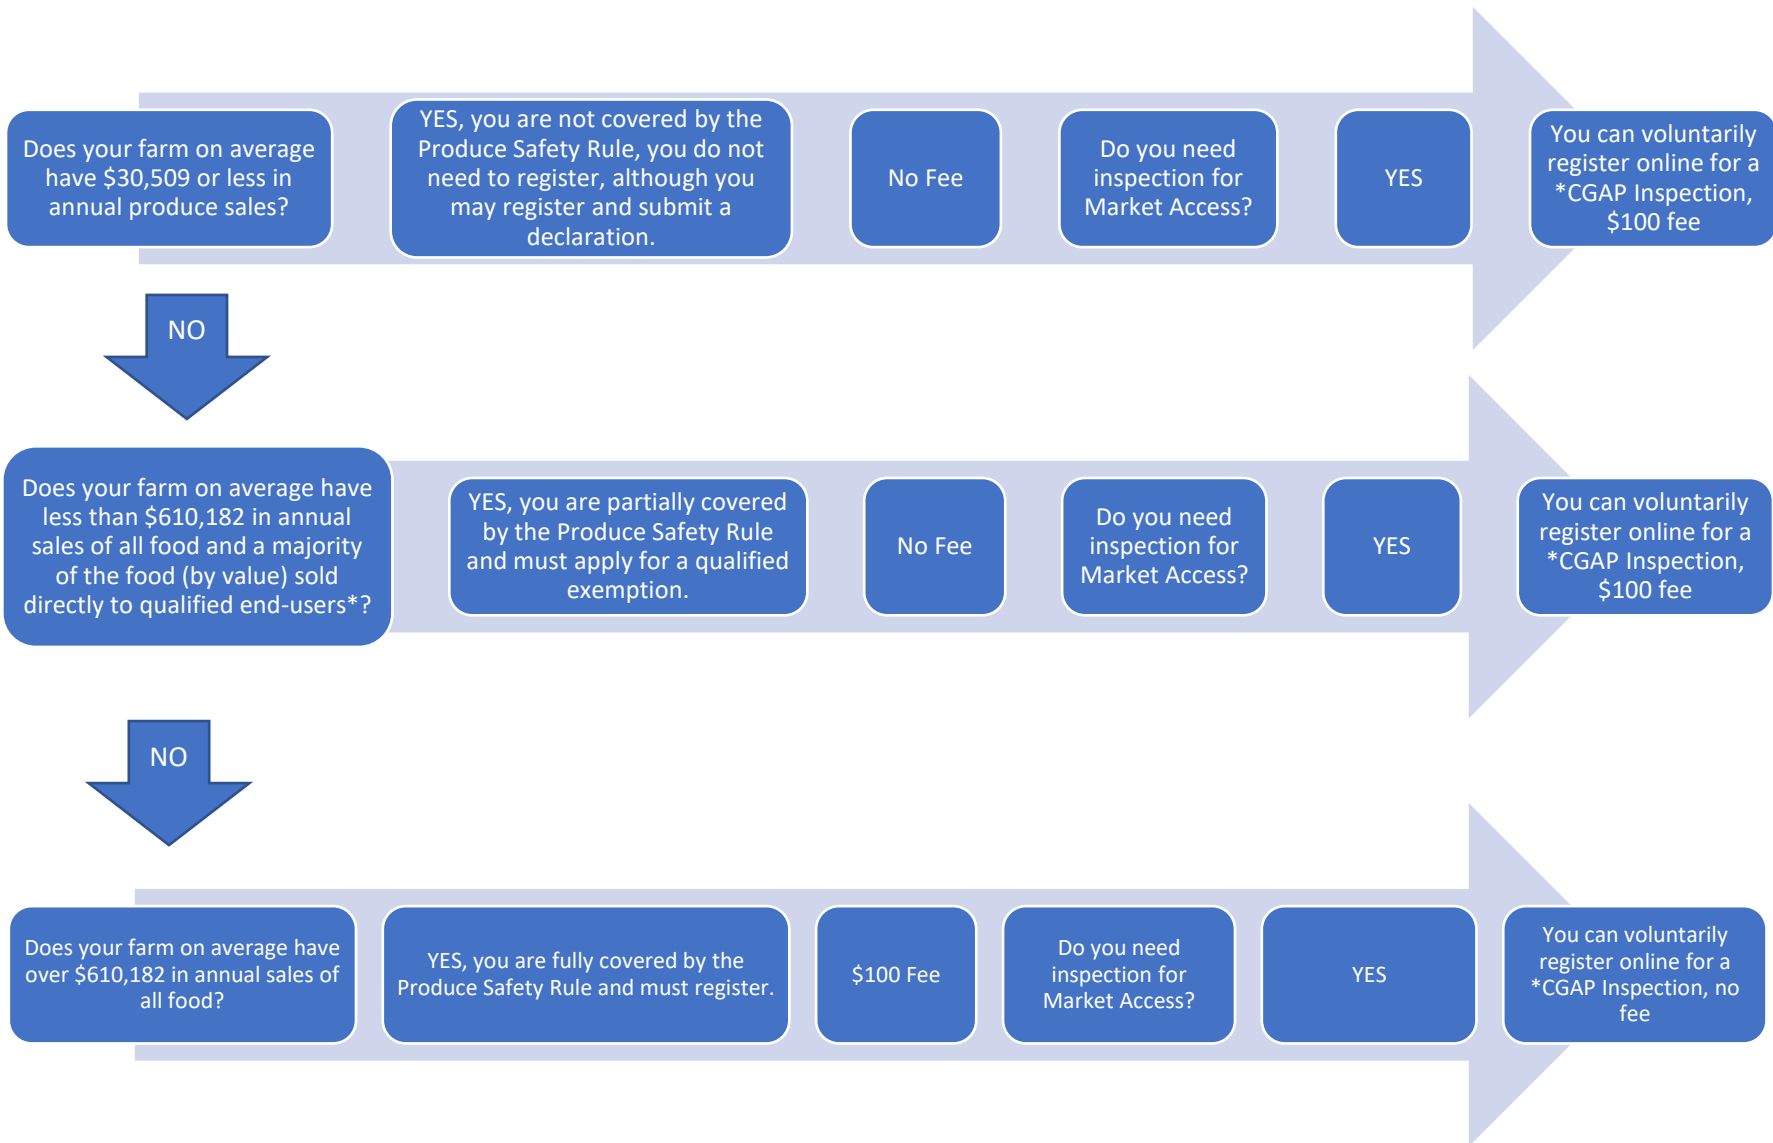 Does your farm on average
have $30,509 or less in
annual produce sales?
YES, you are not covered by the
Produce Safety Rule, you do not
need to register, although you
may register and submit a
declaration.
No Fee
Do you need
inspection for
Market Access?
YES
You can voluntarily
register online for a
*CGAP Inspection,
$100 fee
NO
Does your farm on average have
less than $610,182 in annual
sales of all food and a majority
of the food (by value) sold
directly to qualified end-users*?
YES, you are partially covered
by the Produce Safety Rule
and must apply for a qualified
exemption.
No Fee
Do you need
inspection for
Market Access?
YES
You can voluntarily
register online for a
*CGAP Inspection,
$100 fee
NO
Does your farm on average have
over $610,182 in annual sales of
all food?
YES, you are fully covered by the
Produce Safety Rule and must register.
$100 Fee
Do you need
inspection for
Market Access?
YES
You can voluntarily
register online for a
*CGAP Inspection, no
fee